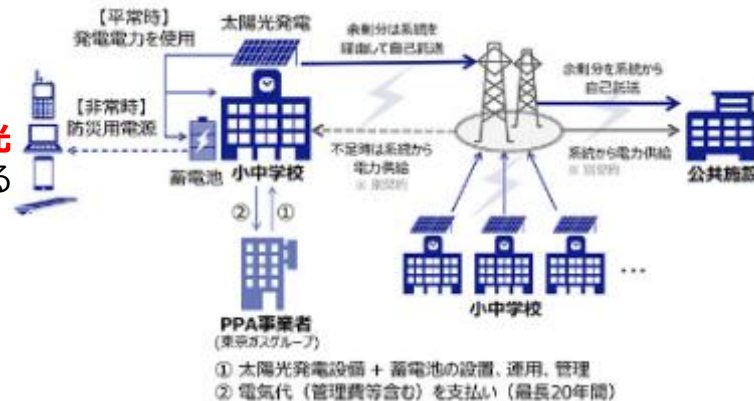 【平常時】
発電電力を使用
太陽光発電
余剰分は系統を
経由して自己託送
余剰分を系統から
自己託送
【非常時】
防災用電源
光
る
蓄電池
小中学校
不足時は系統から
電力供給
系統から電力供給
※ 別契約
公共施設
② ①
PPA事業者
(東京ガスグループ)
小中学校
…
① 太陽光発電設備 + 蓄電池の設置、運用、管理
② 電気代（管理費等含む）を支払い（最長20年間）